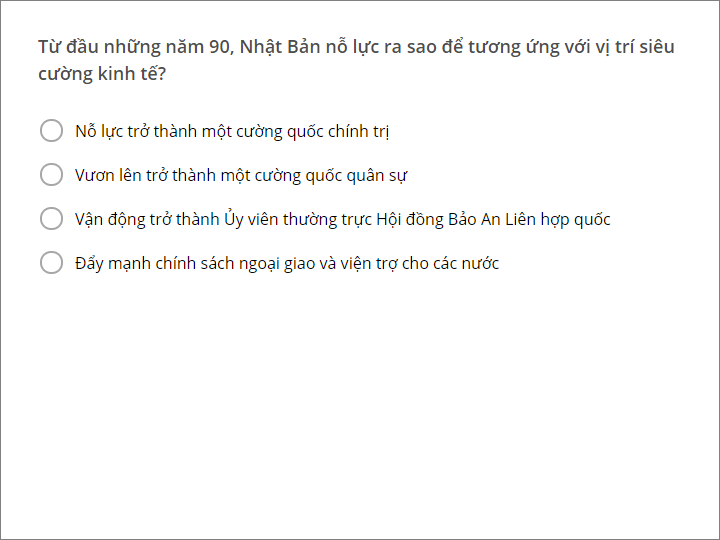 Từ đầu những năm 90, Nhật Bản nỗ lực ra sao để tương ứng với vị trí siêu
cường kinh tế?
Nỗ lực trở thành một cường quốc chính trị
Vươn lên trở thành một cường quốc quân sự
Vận động trở thành Ủy viên thường trực Hội đồng Bảo An Liên hợp quốc
Đẩy mạnh chính sách ngoại giao và viện trợ cho các nước